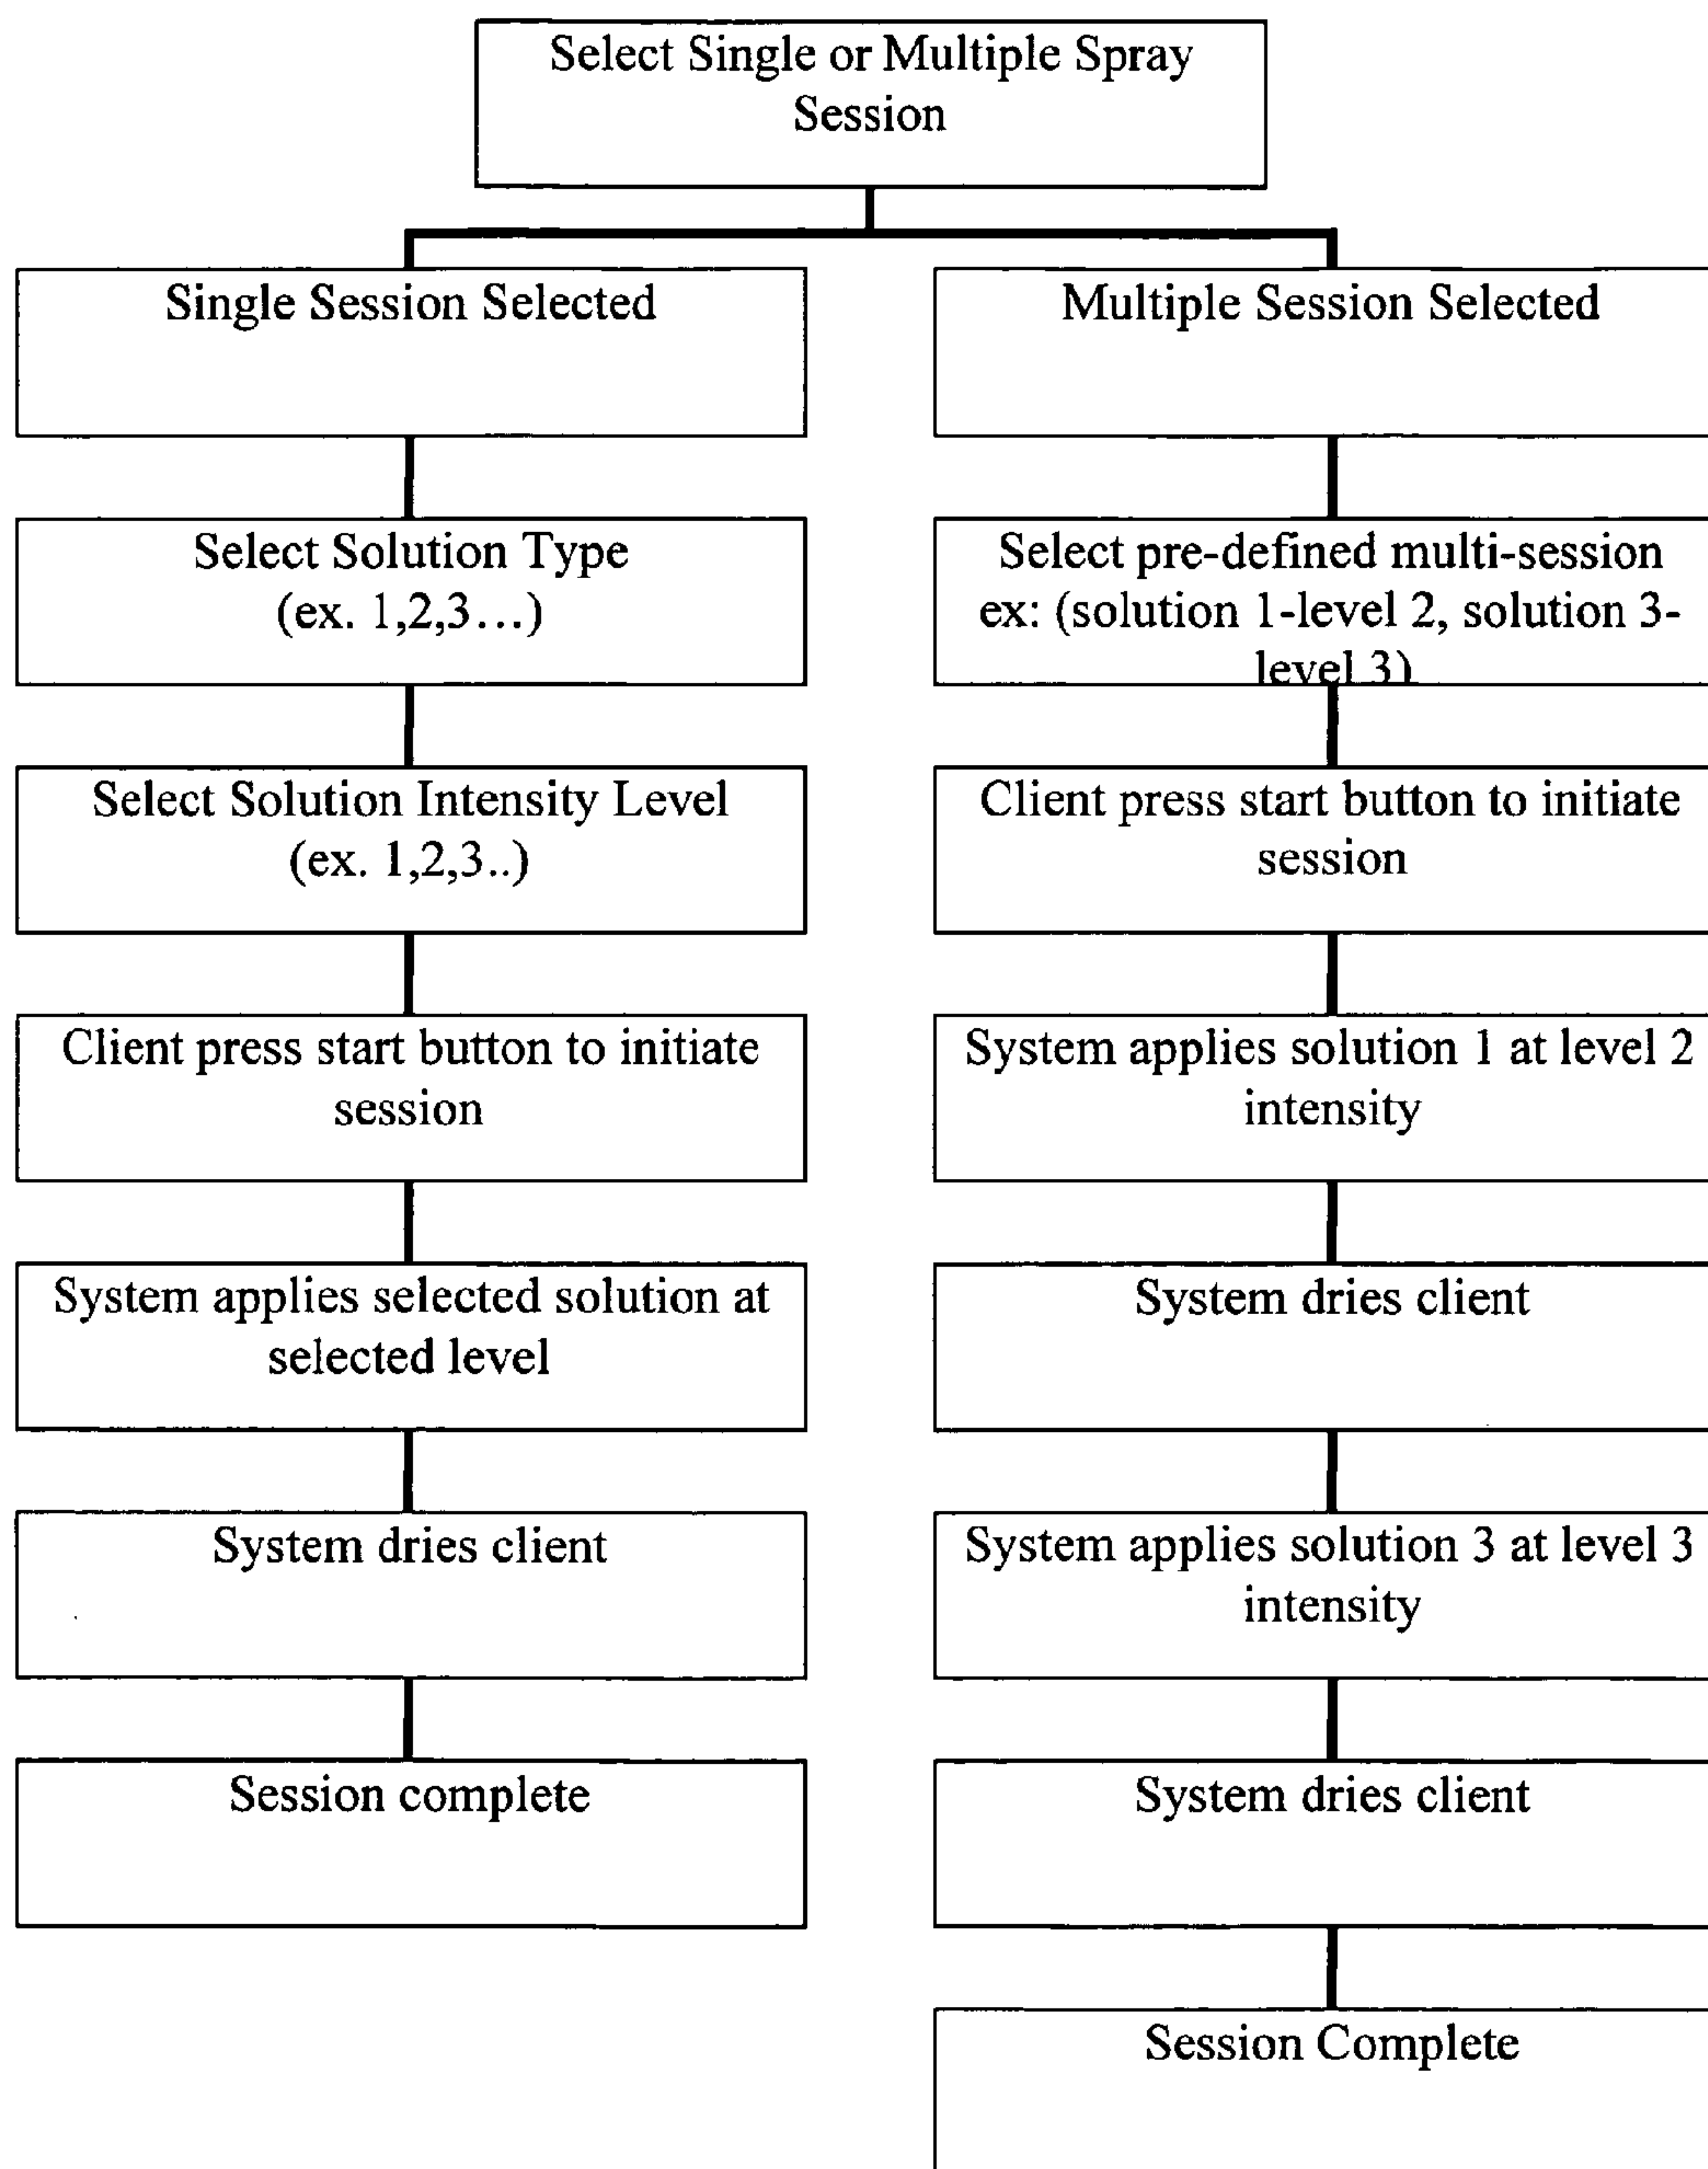 Select Single or Multiple Spray
Session
Single Session Selected
Select Solution Type
(ex. 1,2,3...)
Select Solution Intensity Level
(ex. 1,2,3..)
Client press start button to initiate
session
System applies selected solution at
selected level
System dries client
Session complete
Multiple Session Selected
Select pre-defined multi-session
ex: (solution 1-level 2, solution 3-
level 3)
Client press start button to initiate
session
System applies solution 1 at level 2
intensity
System dries client
System applies solution 3 at level 3
intensity
System dries client
Session Complete